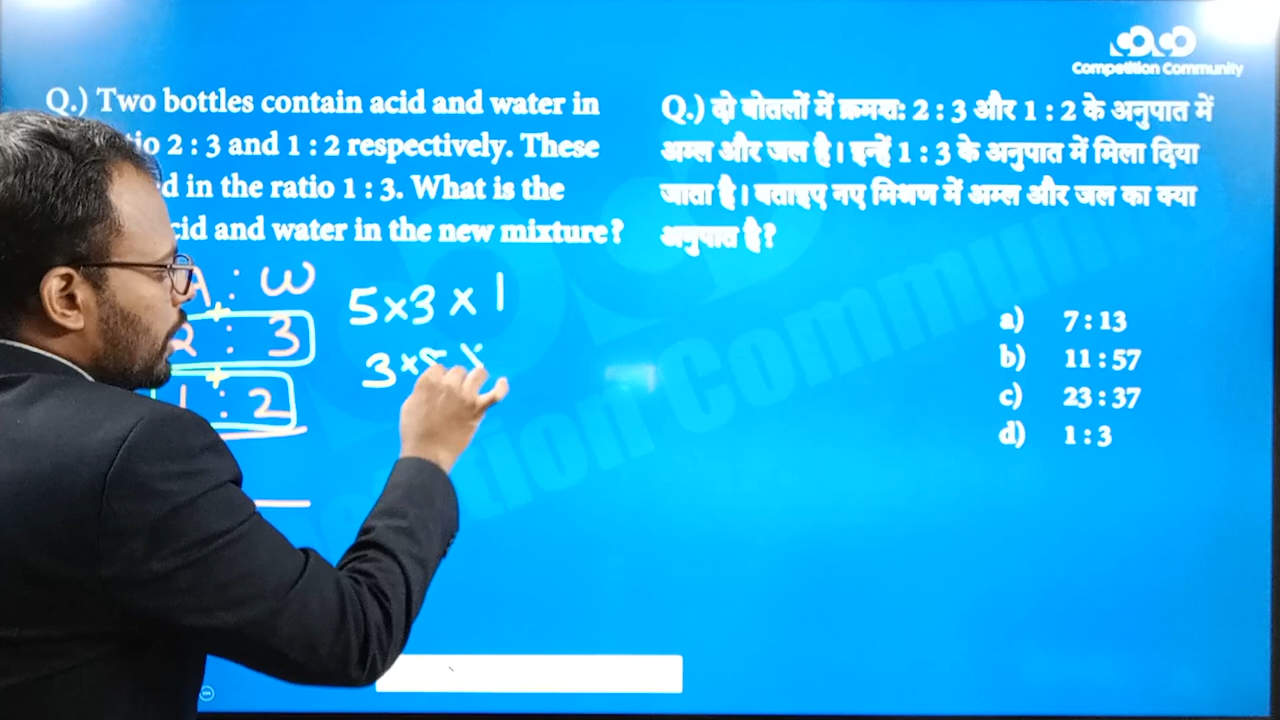 Competition Community
Q.) Two bottles contain acid and water in
2 : 3 and 1 : 2 respectively. These
in the ratio 1 : 3. What is the
acid and water in the new mixture?
Q.) दो बोतलों में क्रमश: 2 : 3 और 1 : 2 के अनुपात में
अम्ल और जल है। इन्हें 1 : 3 के अनुपात में मिला दिया
जाता है। बताइए नए मिश्रण में अम्ल और जल का क्या
अनुपात है?
A : W
2 : 3
1 : 2
5 × 3 × 1
3 × 5 ×
a) 7 : 13
b) 11 : 57
c) 23 : 37
d) 1 : 3